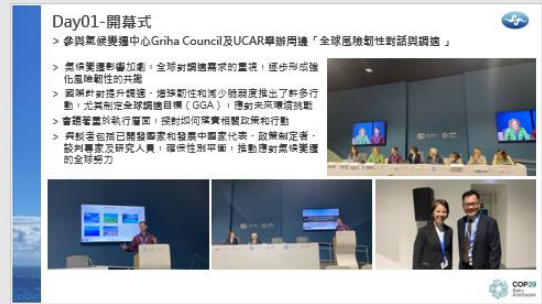 Day01-開幕式
> 參與氣候變遷中心Griha Council及UCAR舉辦周邊「全球風險韌性對話與調適 」
> 氣候變遷影響加劇，全球對調適需求的重視，逐步形成強
化風險韌性的共識
> 國際針對提升調適、增強韌性和減少脆弱度推出了許多行
動，尤其制定全球調適目標（GGA），應對未來環境挑戰
> 會議著重於執行層面，探討如何落實相關政策和行動
> 與談者包括已開發國家和發展中國家代表、政策制定者、
談判專家及研究人員，確保性別平衡，推動應對氣候變遷
的全球努力
COP29
Baku
Azerbaijan